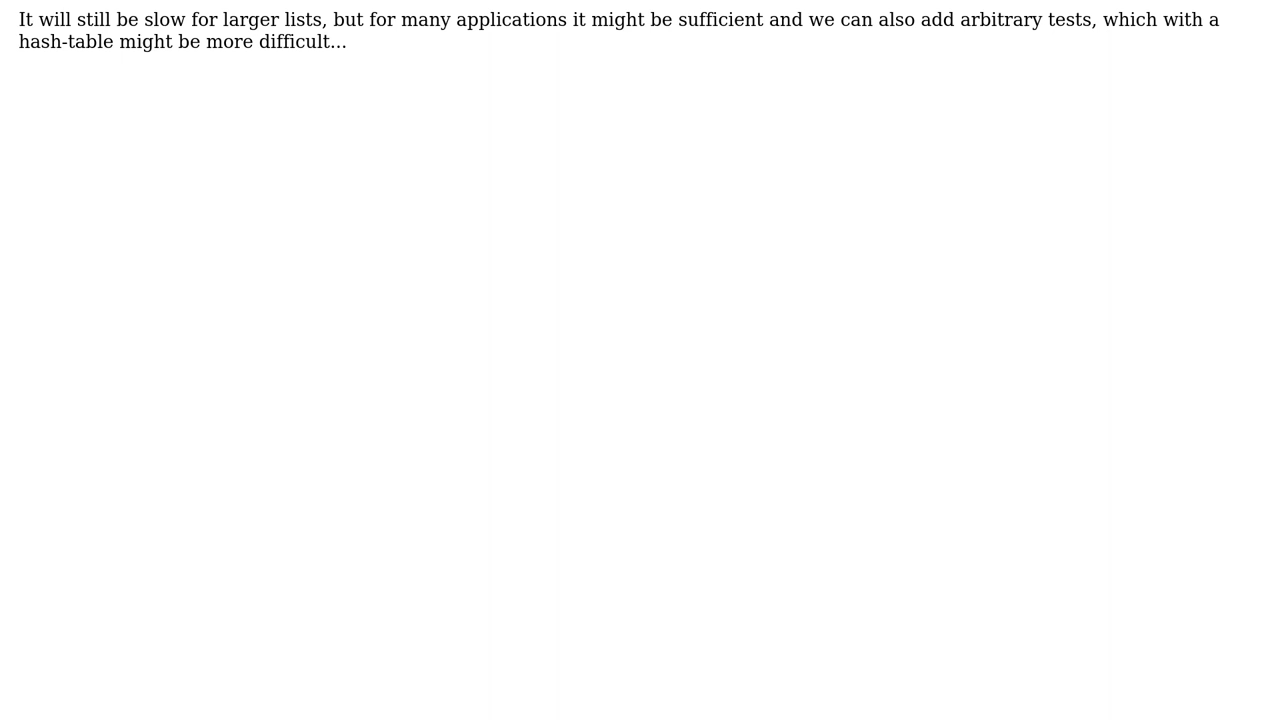 It will still be slow for larger lists, but for many applications it might be sufficient and we can also add arbitrary tests, which with a
hash-table might be more difficult...